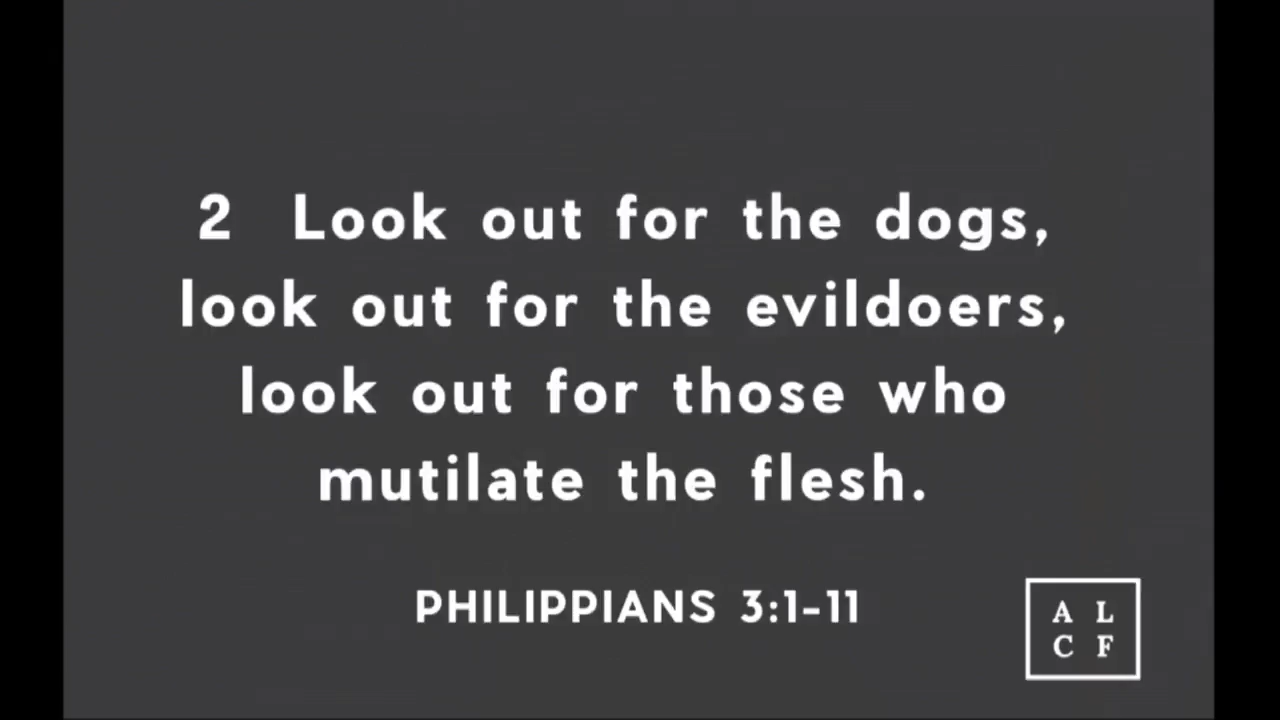 2 Look out for the dogs,
look out for the evildoers,
look out for those who
mutilate the flesh.
PHILIPPIANS 3:1-11
A L
C F